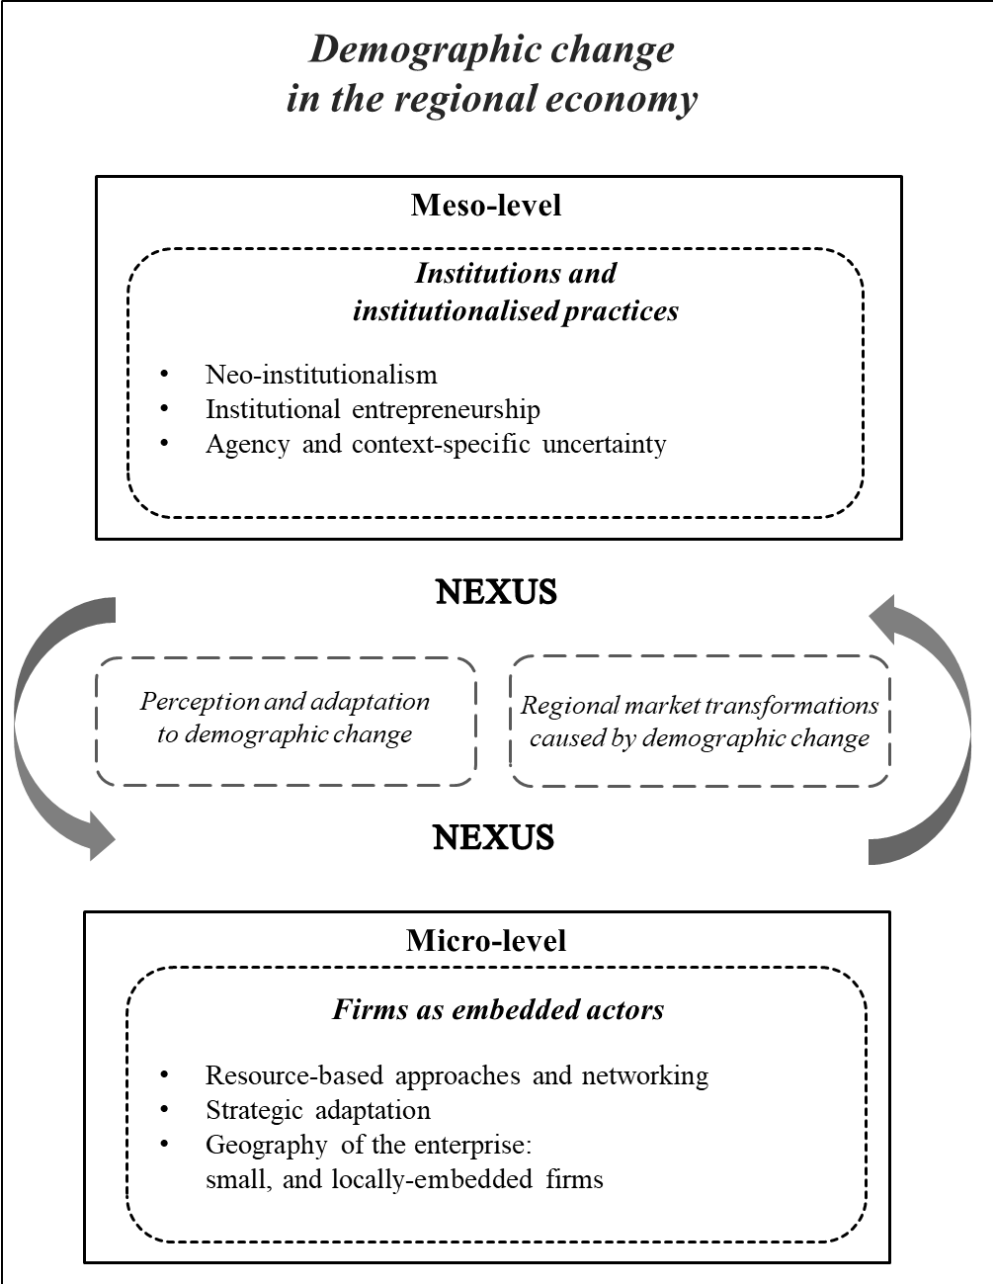 Demographic change
in the regional economy
Meso-level
Institutions and
institutionalised practices
• Neo-institutionalism
• Institutional entrepreneurship
• Agency and context-specific uncertainty
NEXUS
Perception and adaptation
to demographic change
Regional market transformations
caused by demographic change
NEXUS
Micro-level
Firms as embedded actors
• Resource-based approaches and networking
• Strategic adaptation
• Geography of the enterprise:
small, and locally-embedded firms